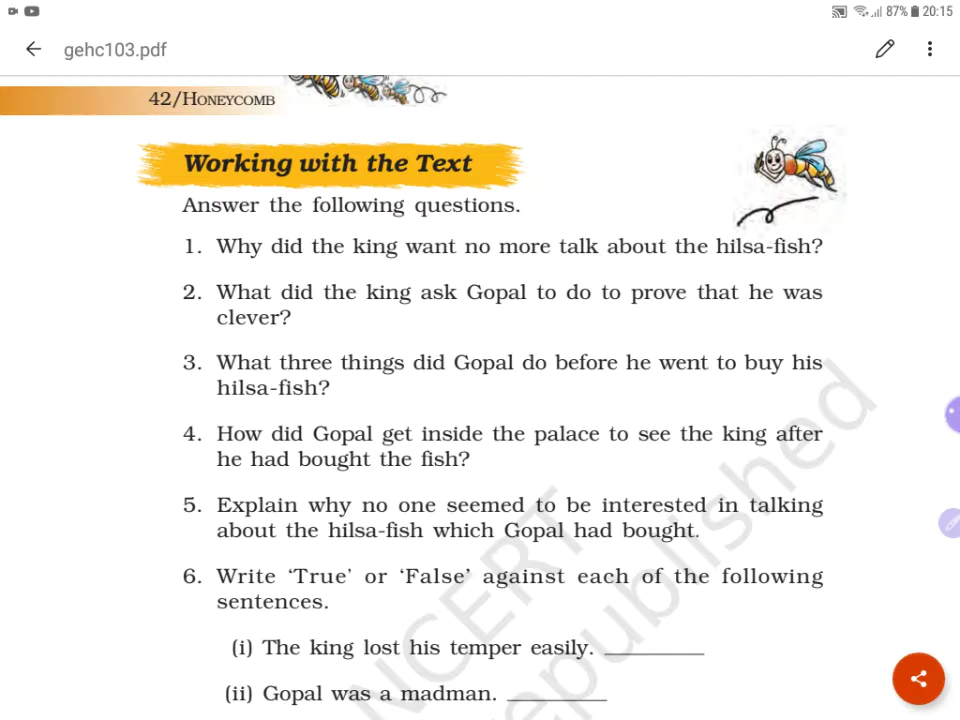 87% 20:15
gehc103.pdf
42/HONEYCOMB
Working with the Text
Answer the following questions.
1. Why did the king want no more talk about the hilsa-fish?
2. What did the king ask Gopal to do to prove that he was
clever?
3. What three things did Gopal do before he went to buy his
hilsa-fish?
4. How did Gopal get inside the palace to see the king after
he had bought the fish?
5. Explain why no one seemed to be interested in talking
about the hilsa-fish which Gopal had bought.
6. Write ‘True’ or ‘False’ against each of the following
sentences.
(i) The king lost his temper easily. __________
(ii) Gopal was a madman. __________
NCERT
republished